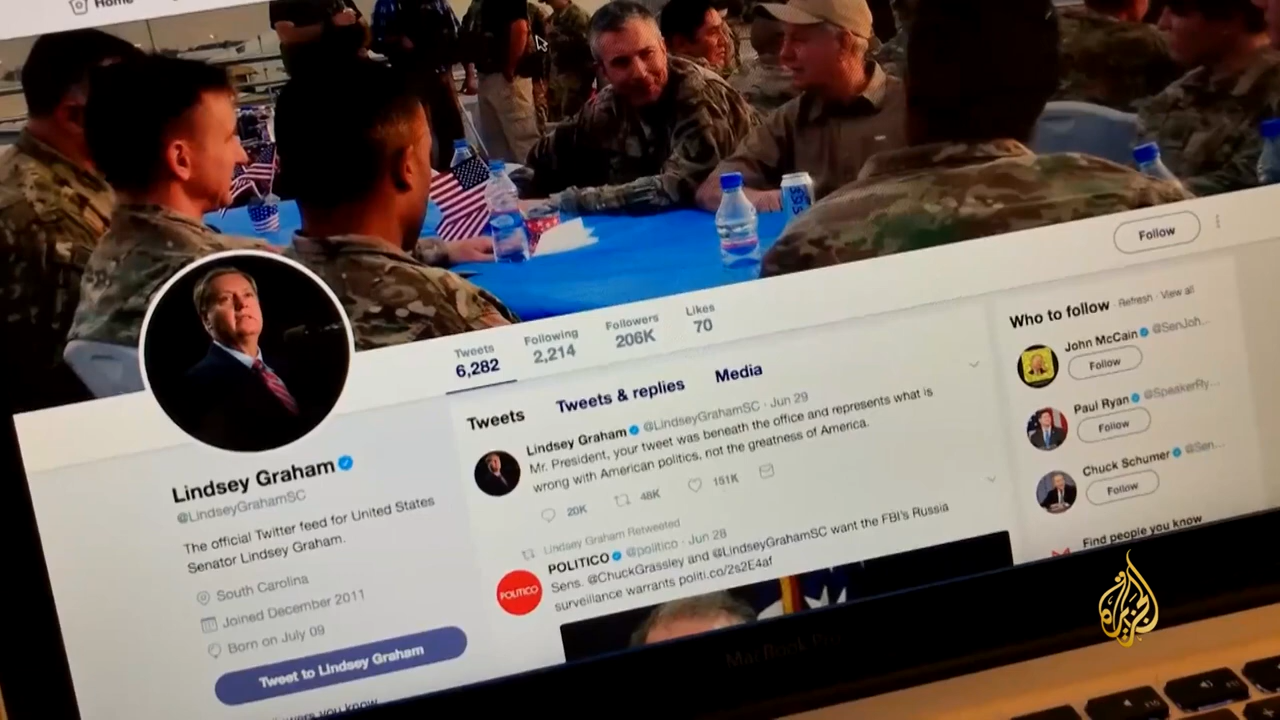 Home
Follow
Tweets
6,282
Following
2,214
Followers
206K
Likes
70
Lindsey Graham
@LindseyGrahamSC
The official Twitter feed for United States
Senator Lindsey Graham.
South Carolina
Joined December 2011
Born on July 09
Tweet to Lindsey Graham
Tweets Tweets & replies Media
Lindsey Graham @LindseyGrahamSC · Jun 29
Mr. President, your tweet was beneath the office and represents what is
wrong with American politics, not the greatness of America.
20K 48K 151K
Lindsey Graham Retweeted
POLITICO @politico · Jun 28
Sens. @ChuckGrassley and @LindseyGrahamSC want the FBI's Russia
surveillance warrants politi.co/2s2E4af
POLITICO
Who to follow · Refresh · View all
John McCain @SenJoh...
Follow
Paul Ryan @SpeakerRy...
Follow
Chuck Schumer @Sen...
Follow
Find people you know
MacBook Pro
الجزيرة